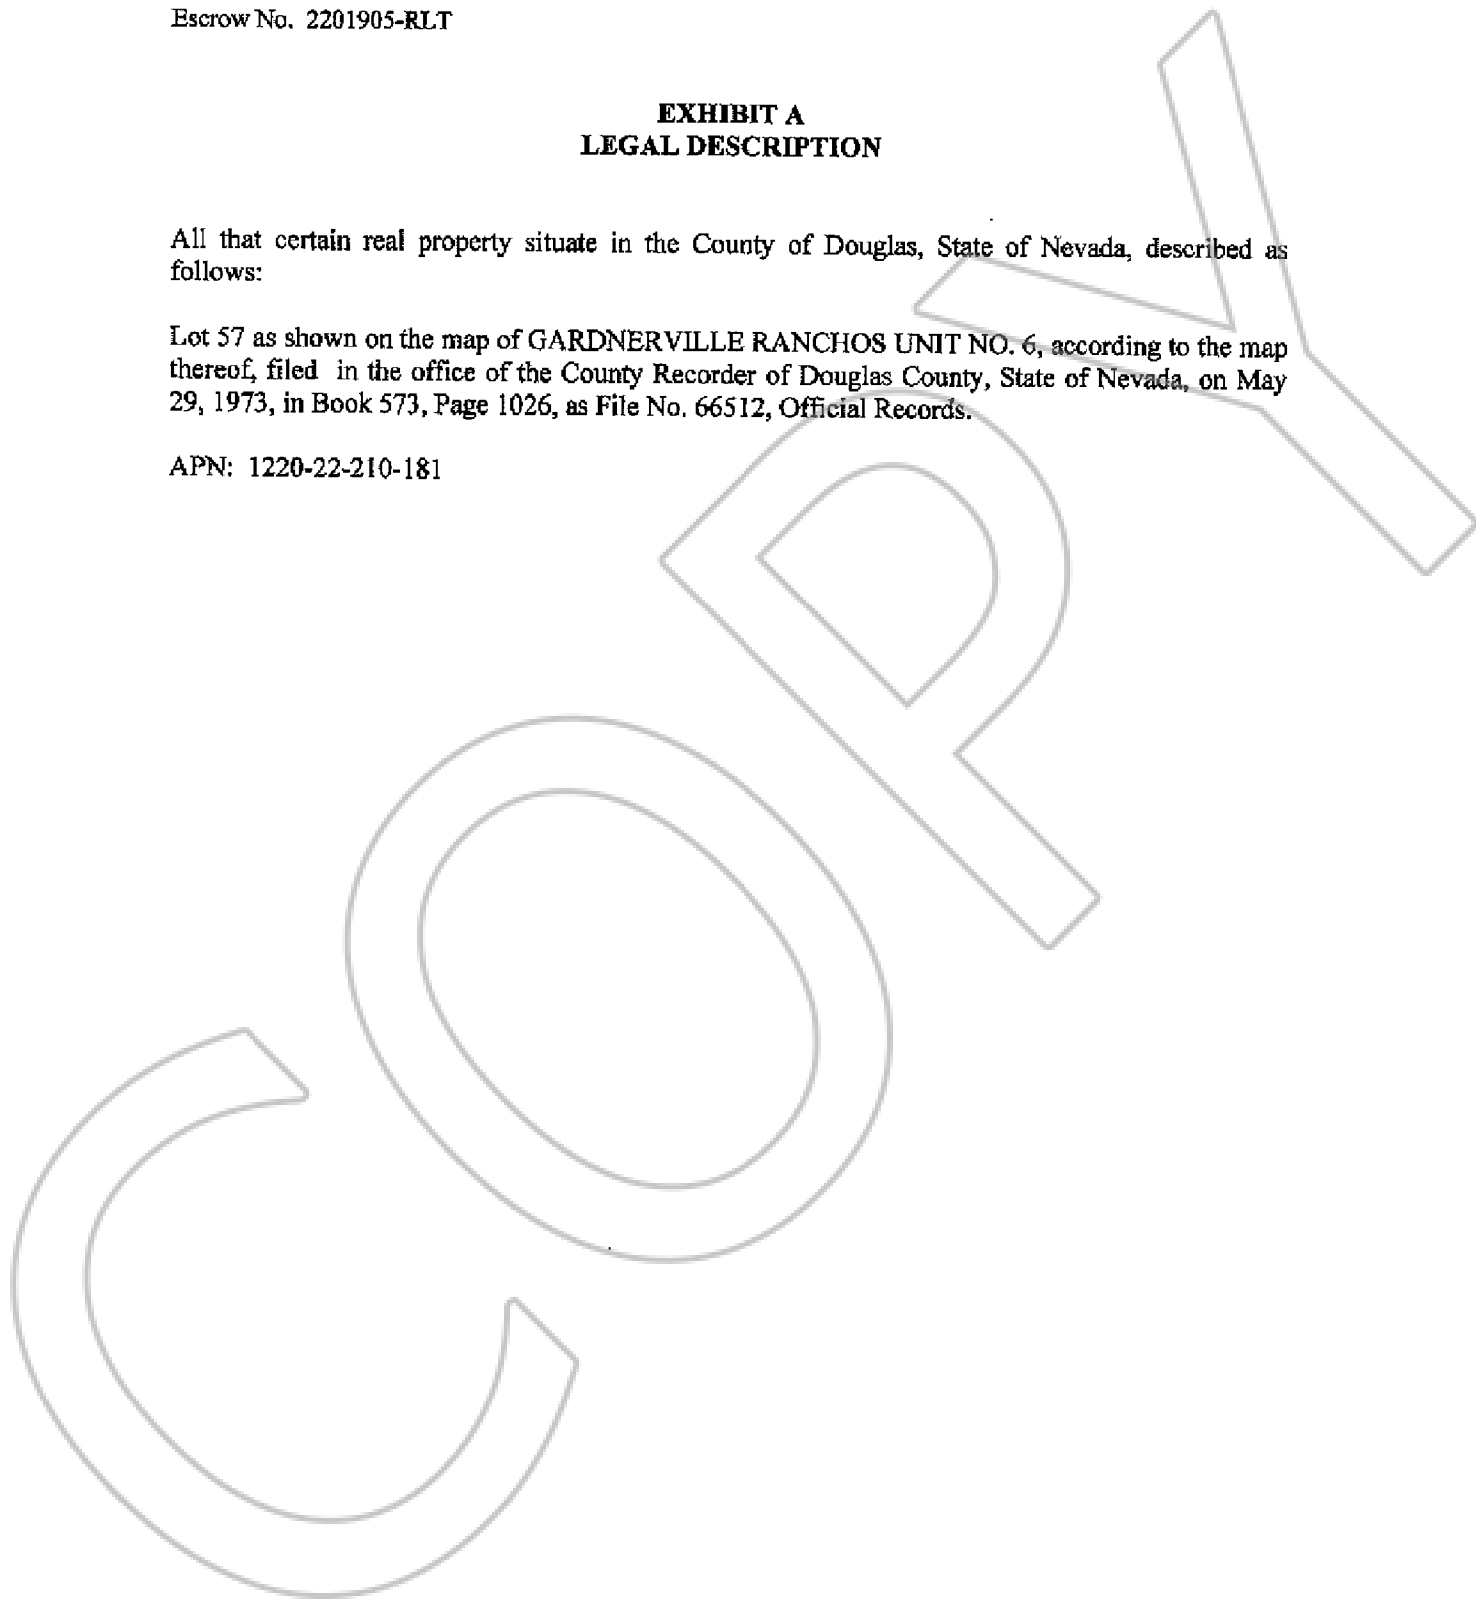 Escrow No. 2201905-RLT
EXHIBIT A
LEGAL DESCRIPTION
All that certain real property situate in the County of Douglas, State of Nevada, described as
follows:
Lot 57 as shown on the map of GARDNERVILLE RANCHOS UNIT NO. 6, according to the map
thereof, filed in the office of the County Recorder of Douglas County, State of Nevada, on May
29, 1973, in Book 573, Page 1026, as File No. 66512, Official Records.
APN: 1220-22-210-181
COPY